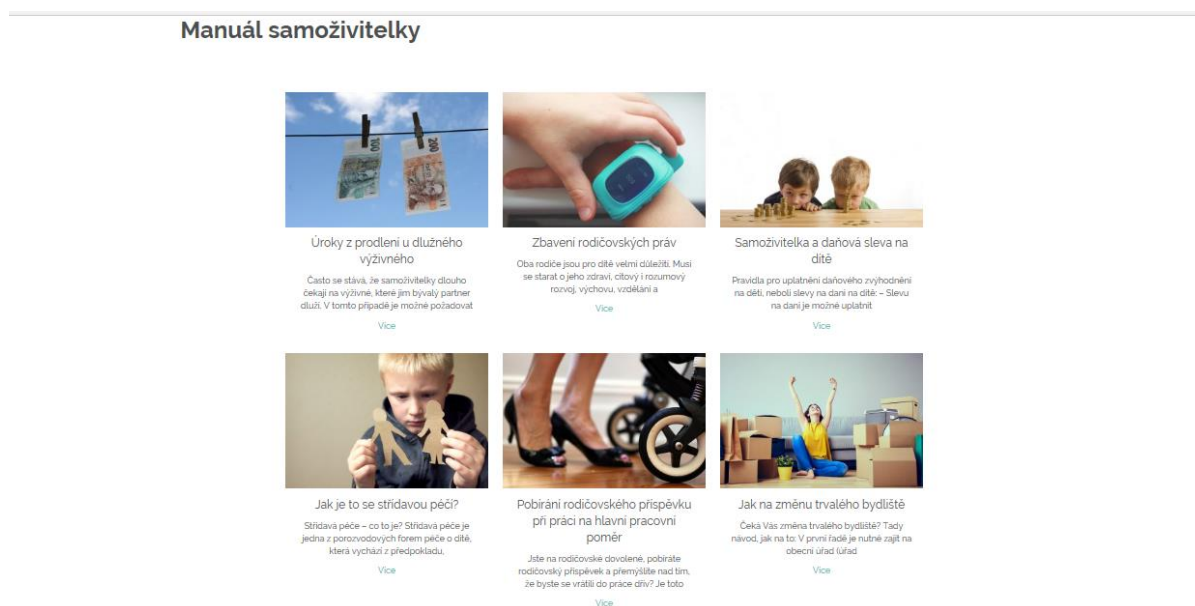 Manuál samoživitelky
100
200
Úroky z prodlení u dlužného
výživného
Často se stává, že samoživitelky dlouho
čekají na výživné, které jim bývalý partner
dluží. V tomto případě je možné požadovat
Více
Zbavení rodičovských práv
Oba rodiče jsou pro dítě velmi důležití. Musí
se starat o jeho zdraví, citový i rozumový
rozvoj, výchovu, vzdělání a
Více
Samoživitelka a daňová sleva na
dítě
Pravidla pro uplatnění daňového zvýhodnění
na děti, neboli slevy na dani na dítě: – Slevu
na dani je možné uplatnit
Více
Jak je to se střídavou péčí?
Střídavá péče – co to je? Střídavá péče je
jedna z porozvodových forem péče o dítě,
která vychází z předpokladu,
Více
Pobírání rodičovského příspěvku
při práci na hlavní pracovní
poměr
Jste na rodičovské dovolené, pobíráte
rodičovský příspěvek a přemýšlíte nad tím,
že byste se vrátili do práce dřív? Je toto
Více
Jak na změnu trvalého bydliště
Čeká Vás změna trvalého bydliště? Tady
návod, jak na to: V první řadě je nutné zajít na
obecní úřad (úřad
Více